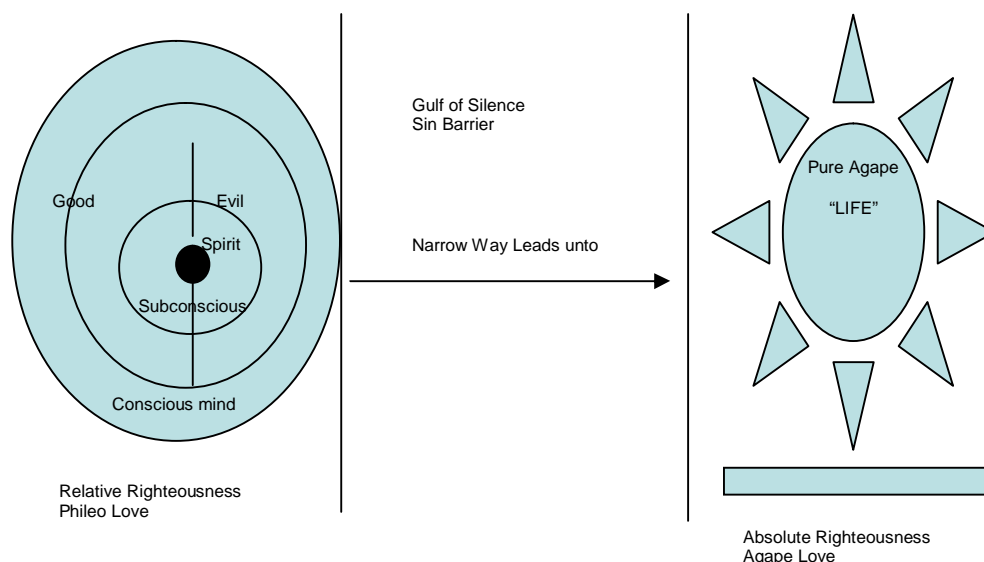 Good
Evil
Spirit
Subconscious
Conscious mind
Relative Righteousness
Phileo Love
Gulf of Silence
Sin Barrier
Narrow Way Leads unto
Pure Agape
“LIFE”
Absolute Righteousness
Agape Love